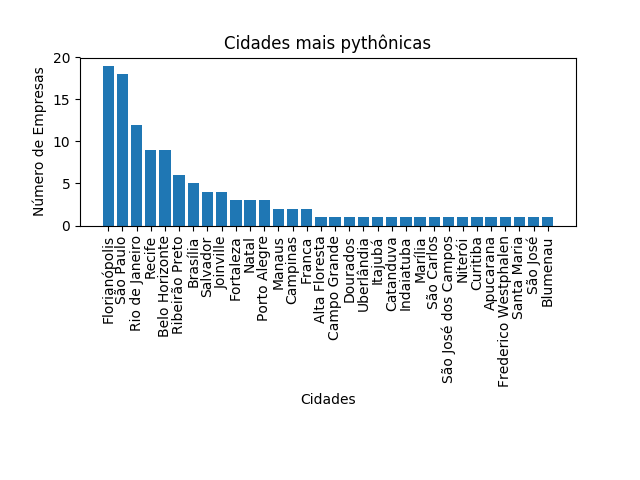 Cidades mais pythônicas
Número de Empresas
20
15
10
5
0
Florianópolis
São Paulo
Rio de Janeiro
Recife
Belo Horizonte
Ribeirão Preto
Brasília
Salvador
Joinville
Fortaleza
Natal
Porto Alegre
Manaus
Campinas
Franca
Alta Floresta
Campo Grande
Dourados
Uberlândia
Itajubá
Catanduva
Indaiatuba
Marília
São Carlos
São José dos Campos
Niterói
Curitiba
Apucarana
Frederico Westphalen
Santa Maria
São José
Blumenau
Cidades